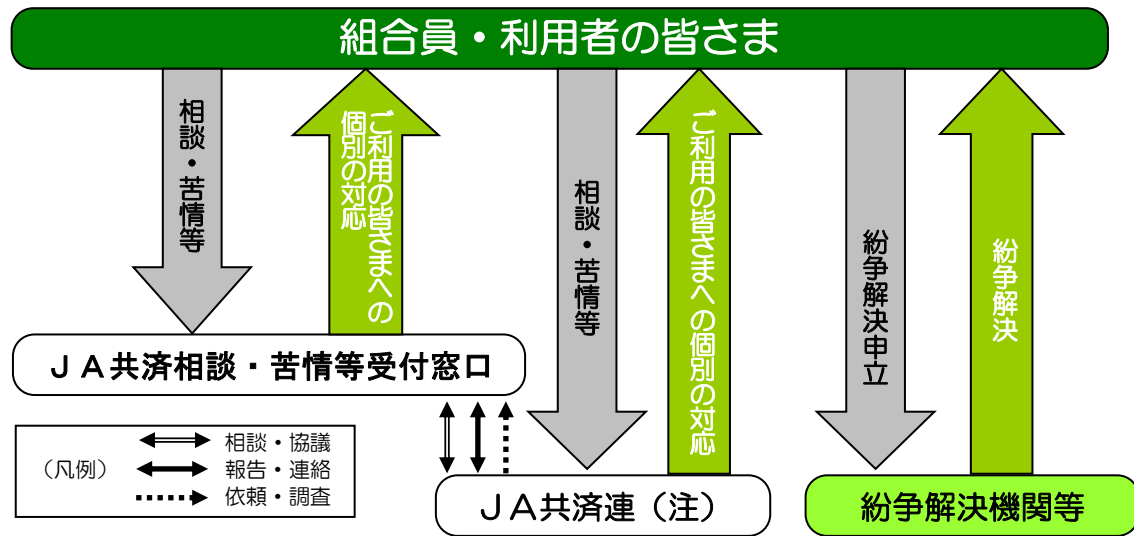 組合員・利用者の皆さま
相談・苦情等
ご利用の皆さまへの
個別の対応
相談・苦情等
ご利用の皆さまへの個別の対応
紛争解決申立
紛争解決
ＪＡ共済相談・苦情等受付窓口
（凡例）
相談・協議
報告・連絡
依頼・調査
ＪＡ共済連（注）
紛争解決機関等